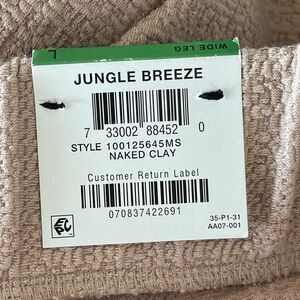 L WIDE LEG
JUNGLE BREEZE
7 33002 88452 0
STYLE 100125645MS
NAKED CLAY
Customer Return Label
070837422691
35-P1-31
AA07-001